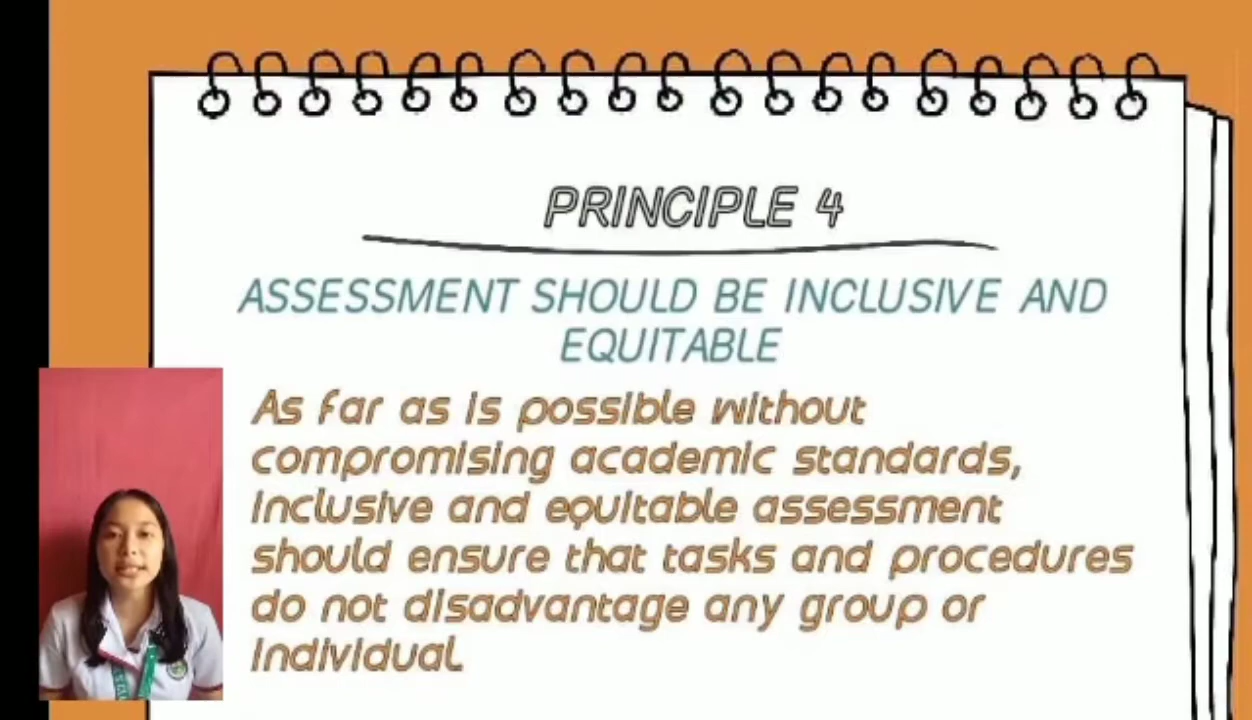 PRINCIPLE 4
ASSESSMENT SHOULD BE INCLUSIVE AND
EQUITABLE
As far as is possible without
compromising academic standards,
inclusive and equitable assessment
should ensure that tasks and procedures
do not disadvantage any group or
individual.